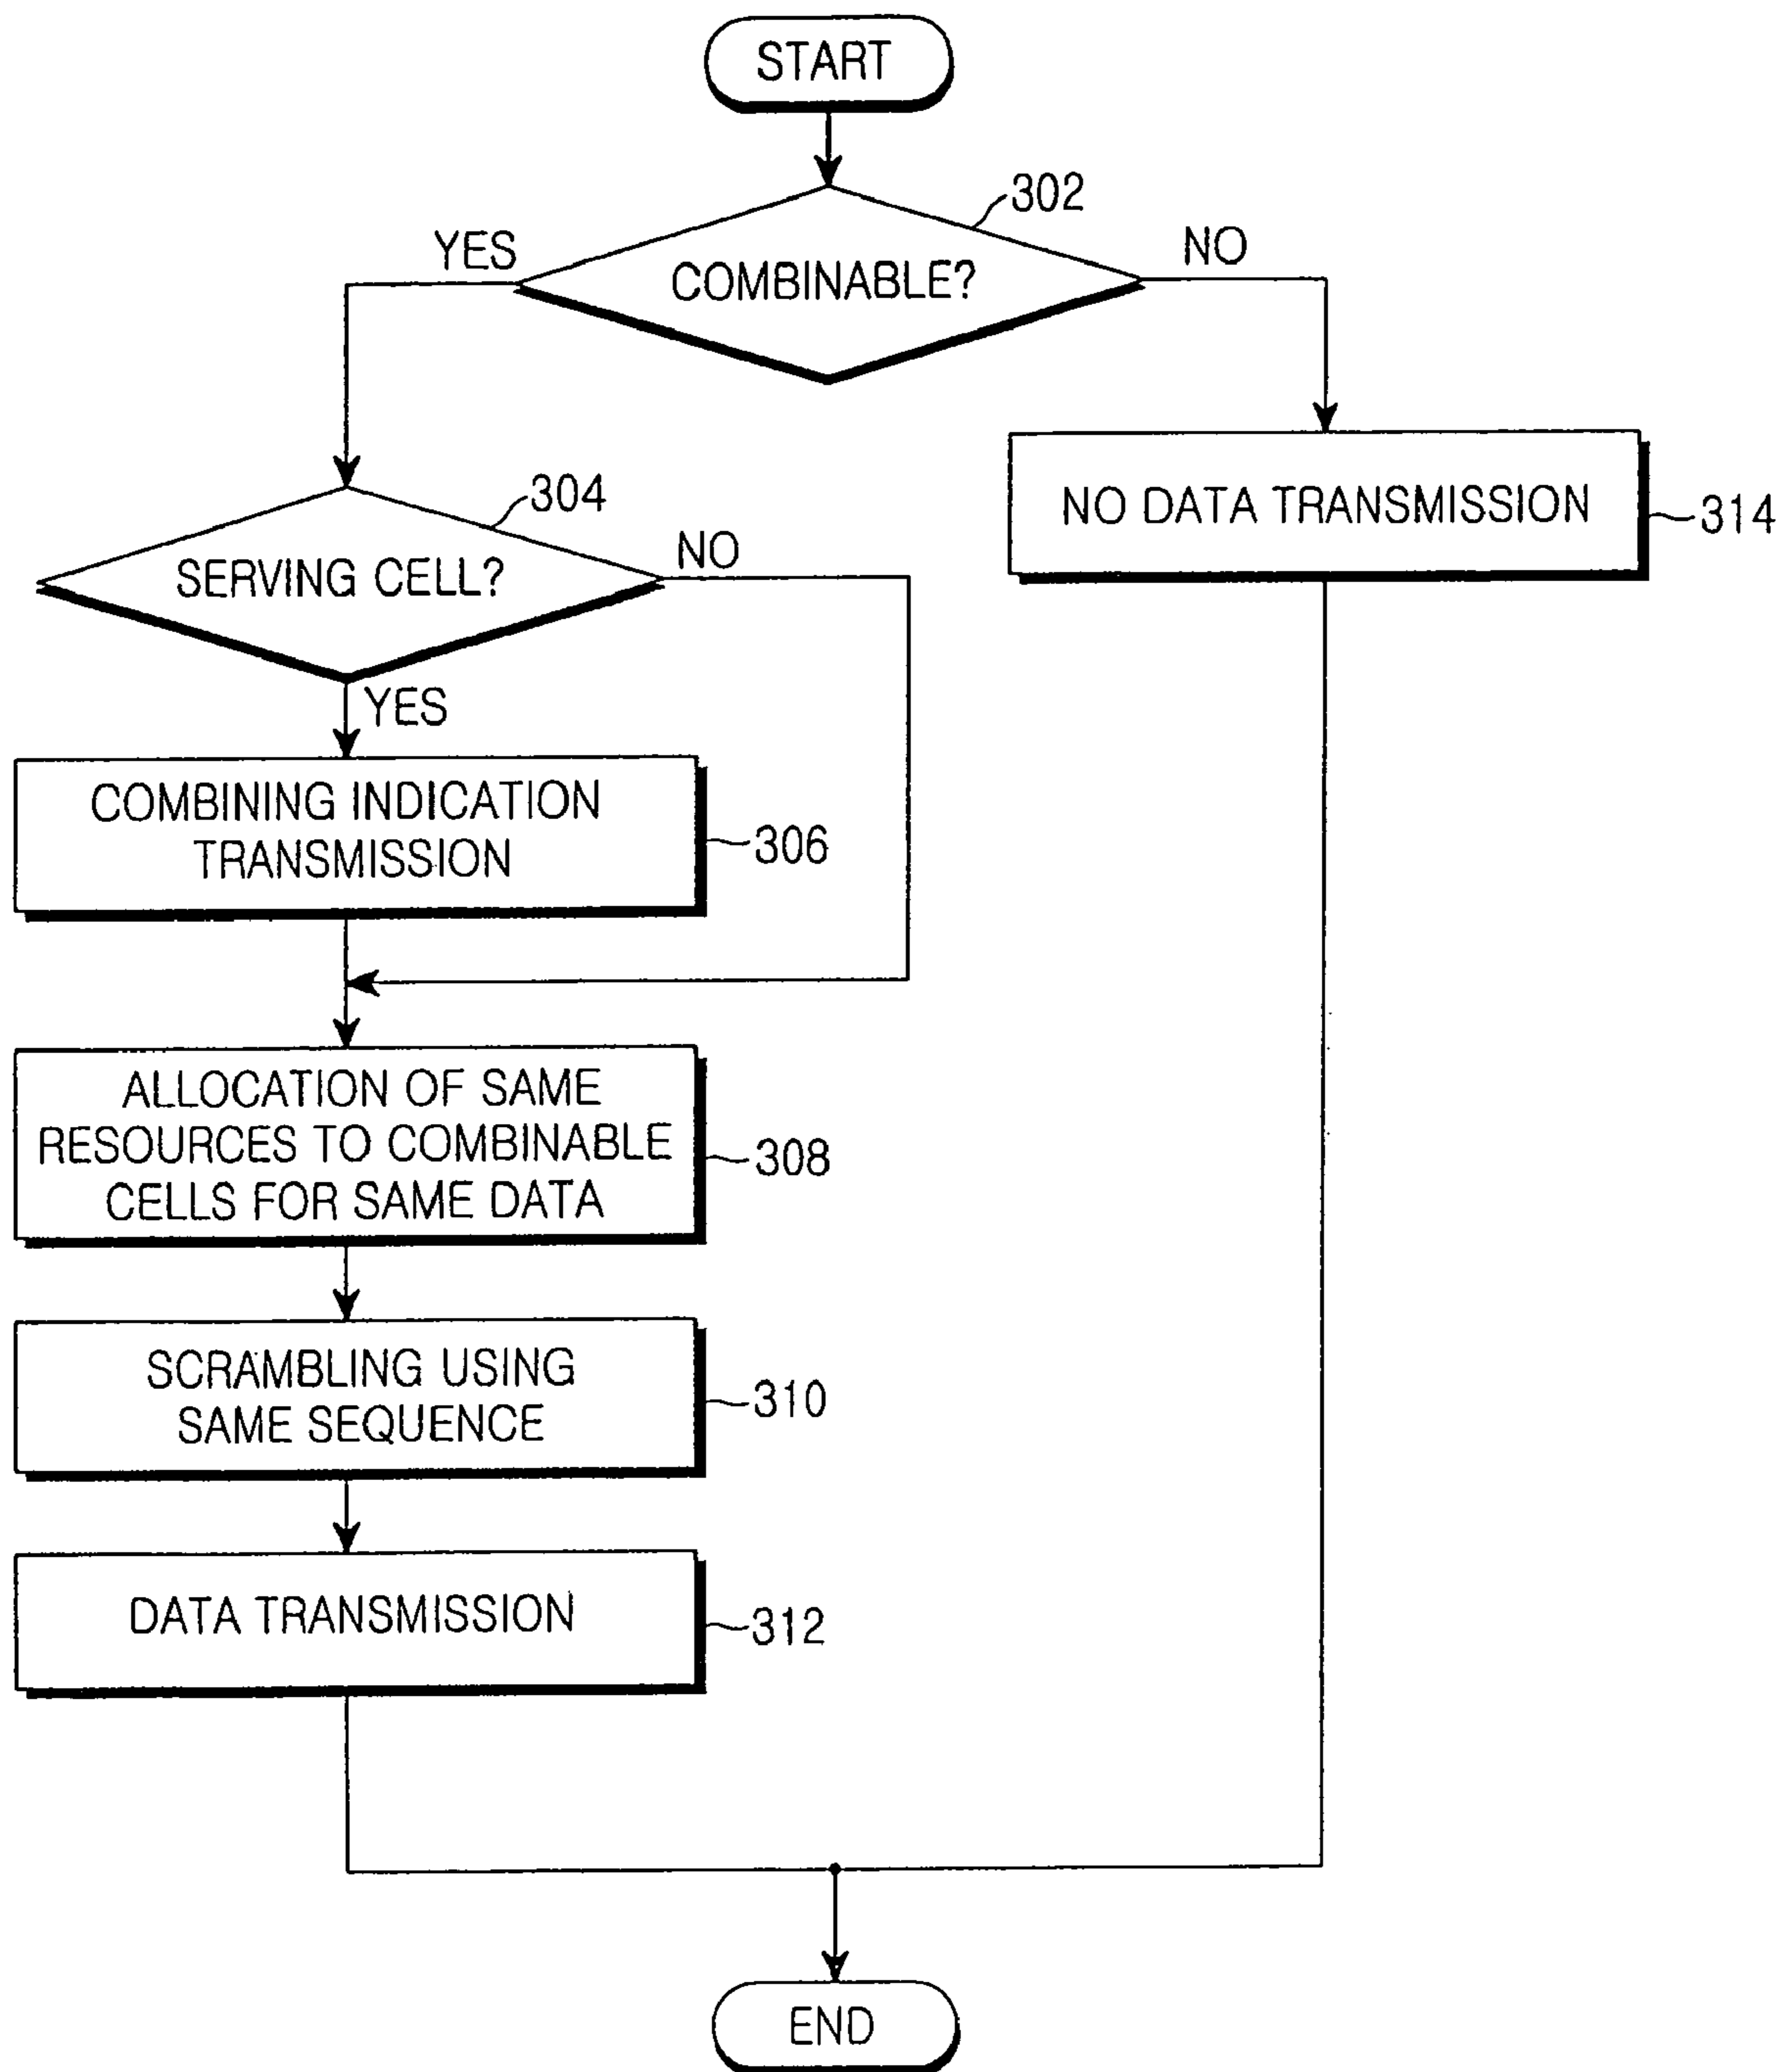 START
302
YES
NO
COMBINABLE?
304
NO DATA TRANSMISSION
314
NO
SERVING CELL?
YES
COMBINING INDICATION
TRANSMISSION
306
ALLOCATION OF SAME
RESOURCES TO COMBINABLE
CELLS FOR SAME DATA
308
SCRAMBLING USING
SAME SEQUENCE
310
DATA TRANSMISSION
312
END